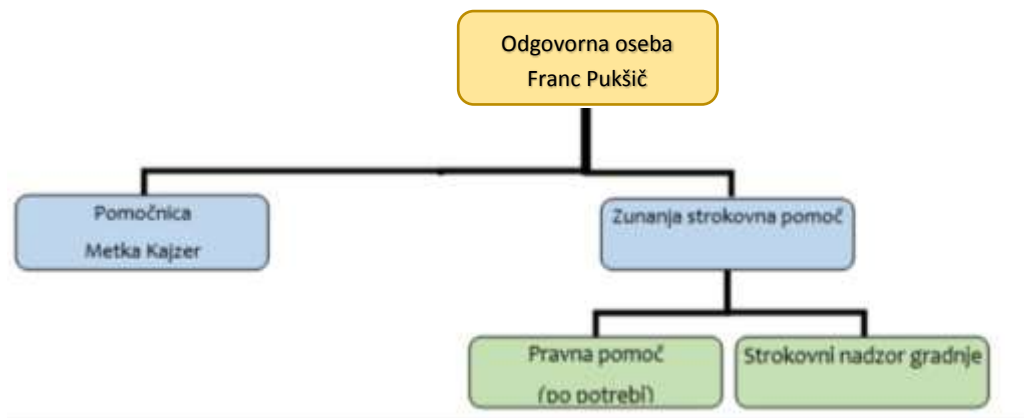 Odgovorna oseba
Franc Pukšič
Pomočnica
Metka Kajzer
Zunanja strokovna pomoč
Pravna pomoč
(po potrebi)
Strokovni nadzor gradnje